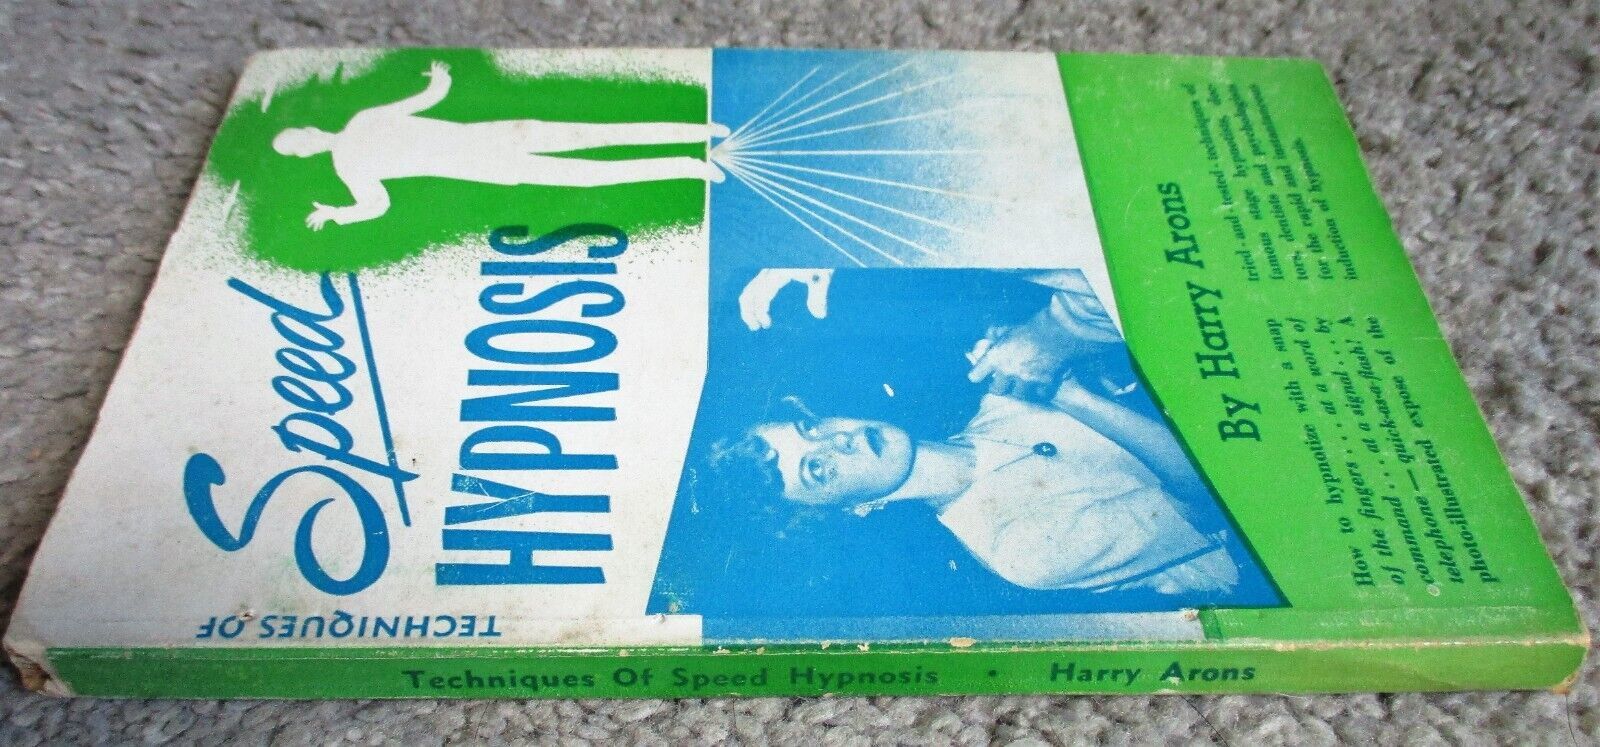 TECHNIQUES OF
Speed
HYPNOSIS
By Harry Arons
How to hypnotize with a snap
of the fingers . . . at a word of
command . . . at a signal . . . by
telephone — quick-as-a-flash! A
photo-illustrated expose of the
tried-and-tested techniques of
famous stage hypnotists, doc-
tors, dentists and psychologists
for the rapid and instantaneous
induction of hypnosis.
Techniques Of Speed Hypnosis • Harry Arons